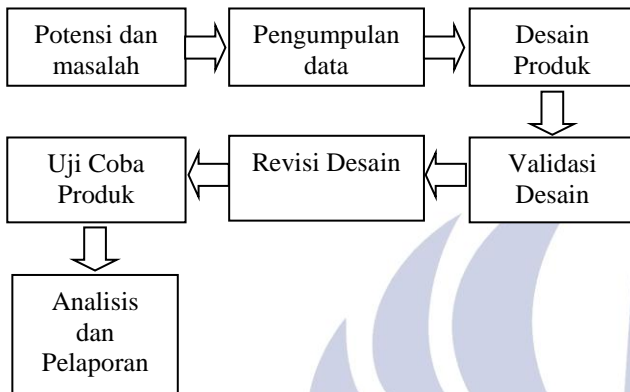 Potensi dan
masalah
Pengumpulan
data
Desain
Produk
Validasi
Desain
Revisi Desain
Uji Coba
Produk
Analisis
dan
Pelaporan